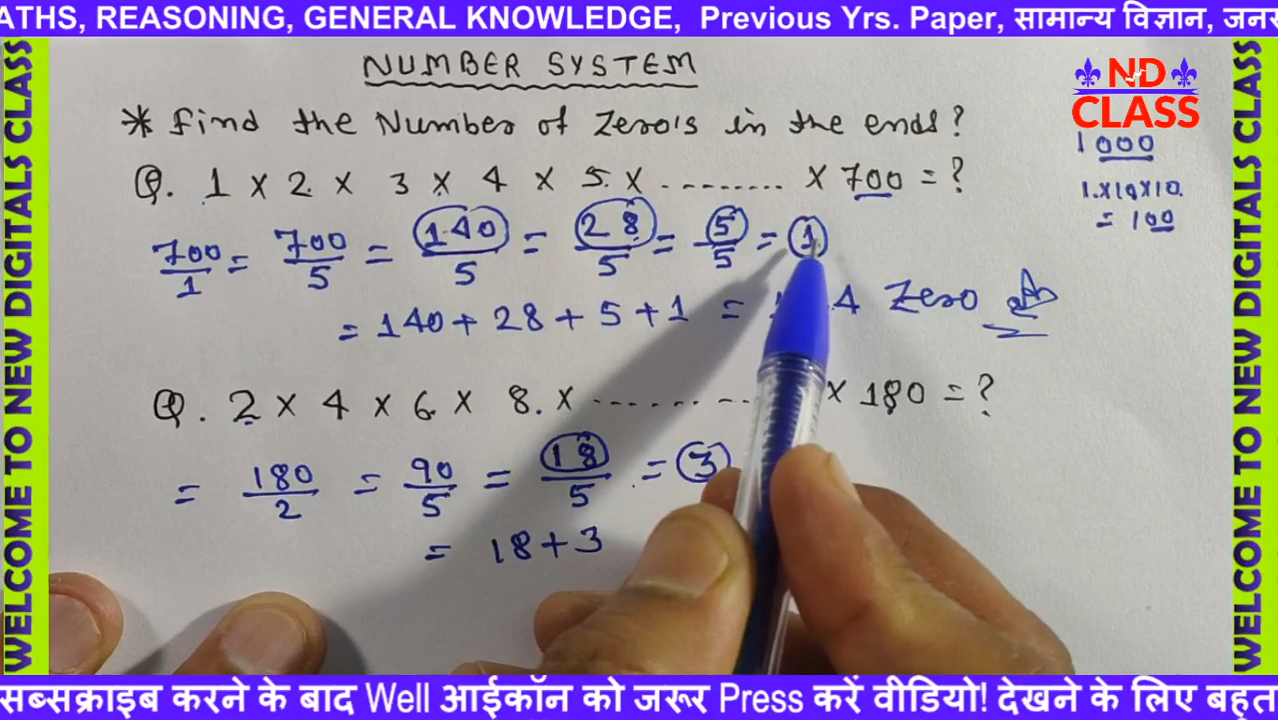 ATHS, REASONING, GENERAL KNOWLEDGE, Previous Yrs. Paper, सामान्य विज्ञान, जनस
WELCOME TO NEW DIGITALS CLASS
NUMBER SYSTEM
ND
CLASS
* Find the Number of Zero's in the ends?
1000
Q. 1 x 2 x 3 x 4 x 5 x -------- x 700 = ?
1 x 10 x 10
= 100
700/1 = 700/5 = 140/5 = 28/5 = 5/5 = 1
= 140 + 28 + 5 + 1 = 4 Zero
Q. 2 x 4 x 6 x 8 x -------- x 180 = ?
= 180/2 = 90/5 = 18/5 = 3
= 18 + 3
WELCOME TO NEW DIGITALS CLASS
सब्सक्राइब करने के बाद Well आईकॉन को जरूर Press करें वीडियो! देखने के लिए बहुत